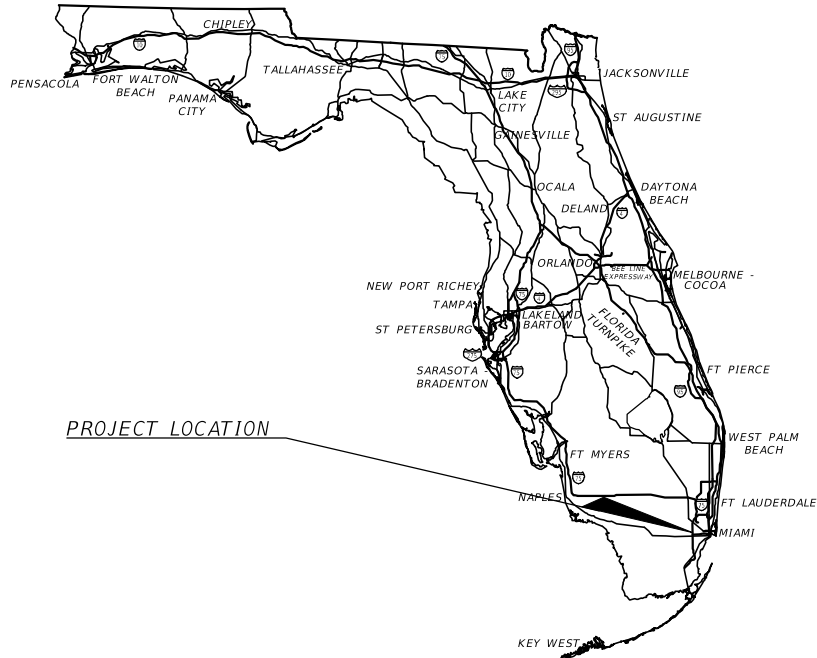 CHIPLEY
PENSACOLA
FORT WALTON
BEACH
PANAMA
CITY
TALLAHASSEE
LAKE
CITY
JACKSONVILLE
ST AUGUSTINE
GAINESVILLE
OCALA
DAYTONA
BEACH
DELAND
ORLANDO
BEE LINE
EXPRESSWAY
MELBOURNE -
COCOA
NEW PORT RICHEY
TAMPA
LAKELAND
BARTOW
ST PETERSBURG
FLORIDA
TURNPIKE
SARASOTA -
BRADENTON
FT PIERCE
PROJECT LOCATION
WEST PALM
BEACH
FT MYERS
NAPLES
FT LAUDERDALE
MIAMI
KEY WEST